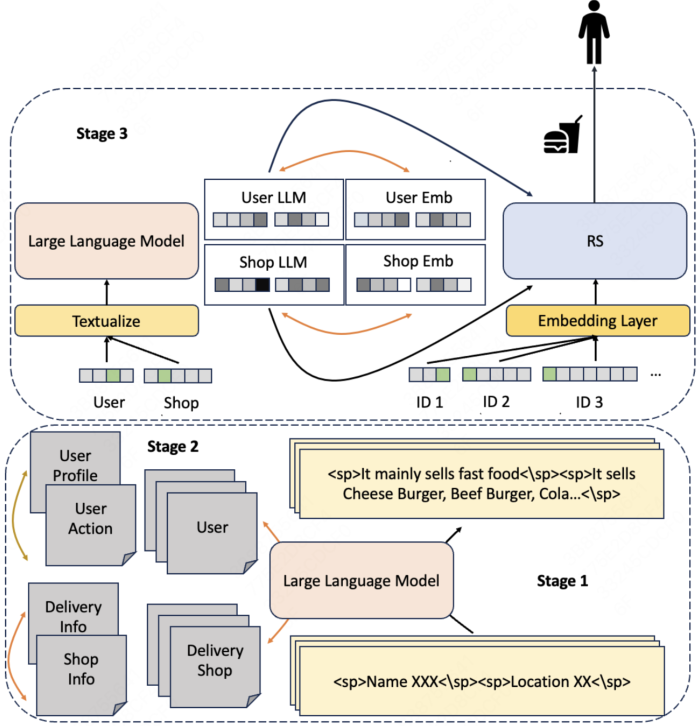 Stage 3
User LLM
User Emb
Large Language Model
RS
Shop LLM
Shop Emb
Textualize
Embedding Layer
User
Shop
ID 1
ID 2
ID 3
...
Stage 2
User
Profile
User
Action
User
<sp>It mainly sells fast food<\sp><sp>It sells
Cheese Burger, Beef Burger, Cola...<\sp>
Large Language Model
Stage 1
Delivery
Info
Shop
Info
Delivery
Shop
<sp>Name XXX<\sp><sp>Location XX<\sp>